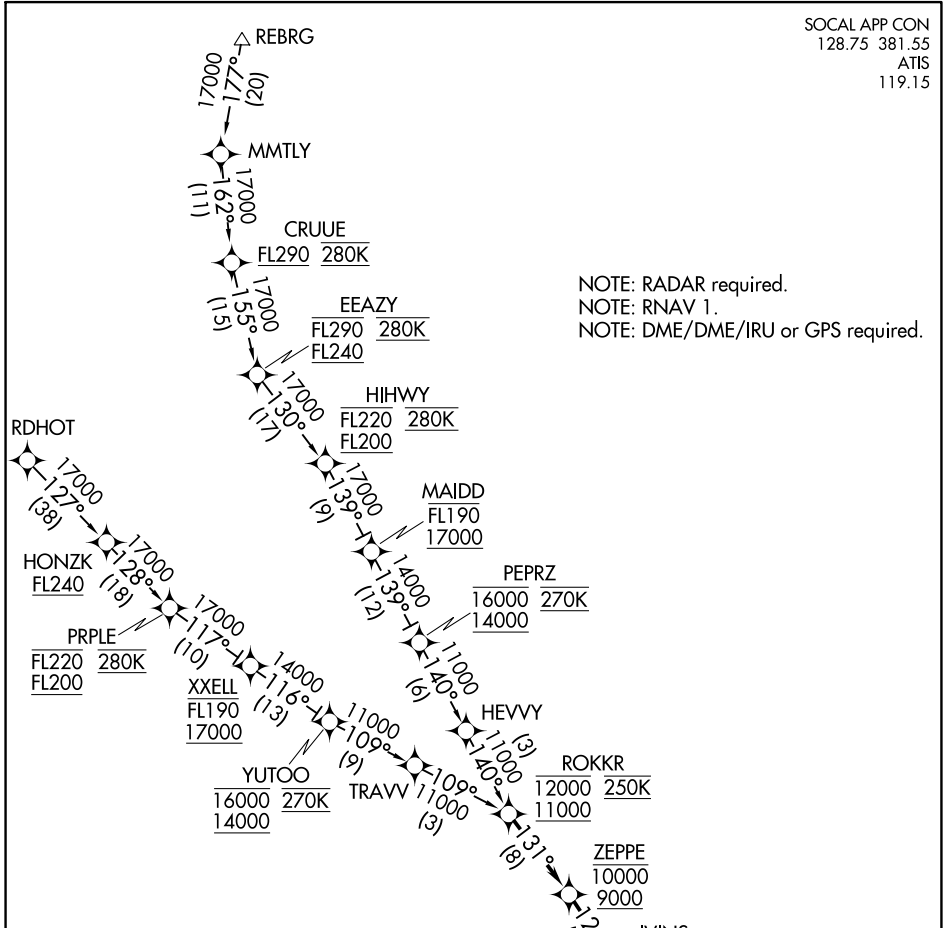 SOCAL APP CON
128.75 381.55
ATIS
119.15
REBRG
17000
177°
(20)
MMTLY
17000
162°
(11)
CRUUE
FL290 280K
17000
155°
(15)
NOTE: RADAR required.
NOTE: RNAV 1.
NOTE: DME/DME/IRU or GPS required.
EEAZY
FL290 280K
FL240
17000
130°
(17)
HIHWY
FL220 280K
FL200
17000
139°
(9)
RDHOT
17000
127°
(38)
MAIDD
FL190
17000
14000
139°
(12)
HONZK
FL240
17000
128°
(18)
PEPRZ
16000 270K
14000
11000
140°
(6)
PRPLE
FL220 280K
FL200
17000
117°
(10)
XXELL
FL190
17000
14000
116°
(13)
HEVVY
(3)
11000
140°
YUTOO
16000 270K
14000
11000
109°
(9)
TRAVV
109°
11000
(3)
ROKKR
12000 250K
11000
131°
(8)
ZEPPE
10000
9000